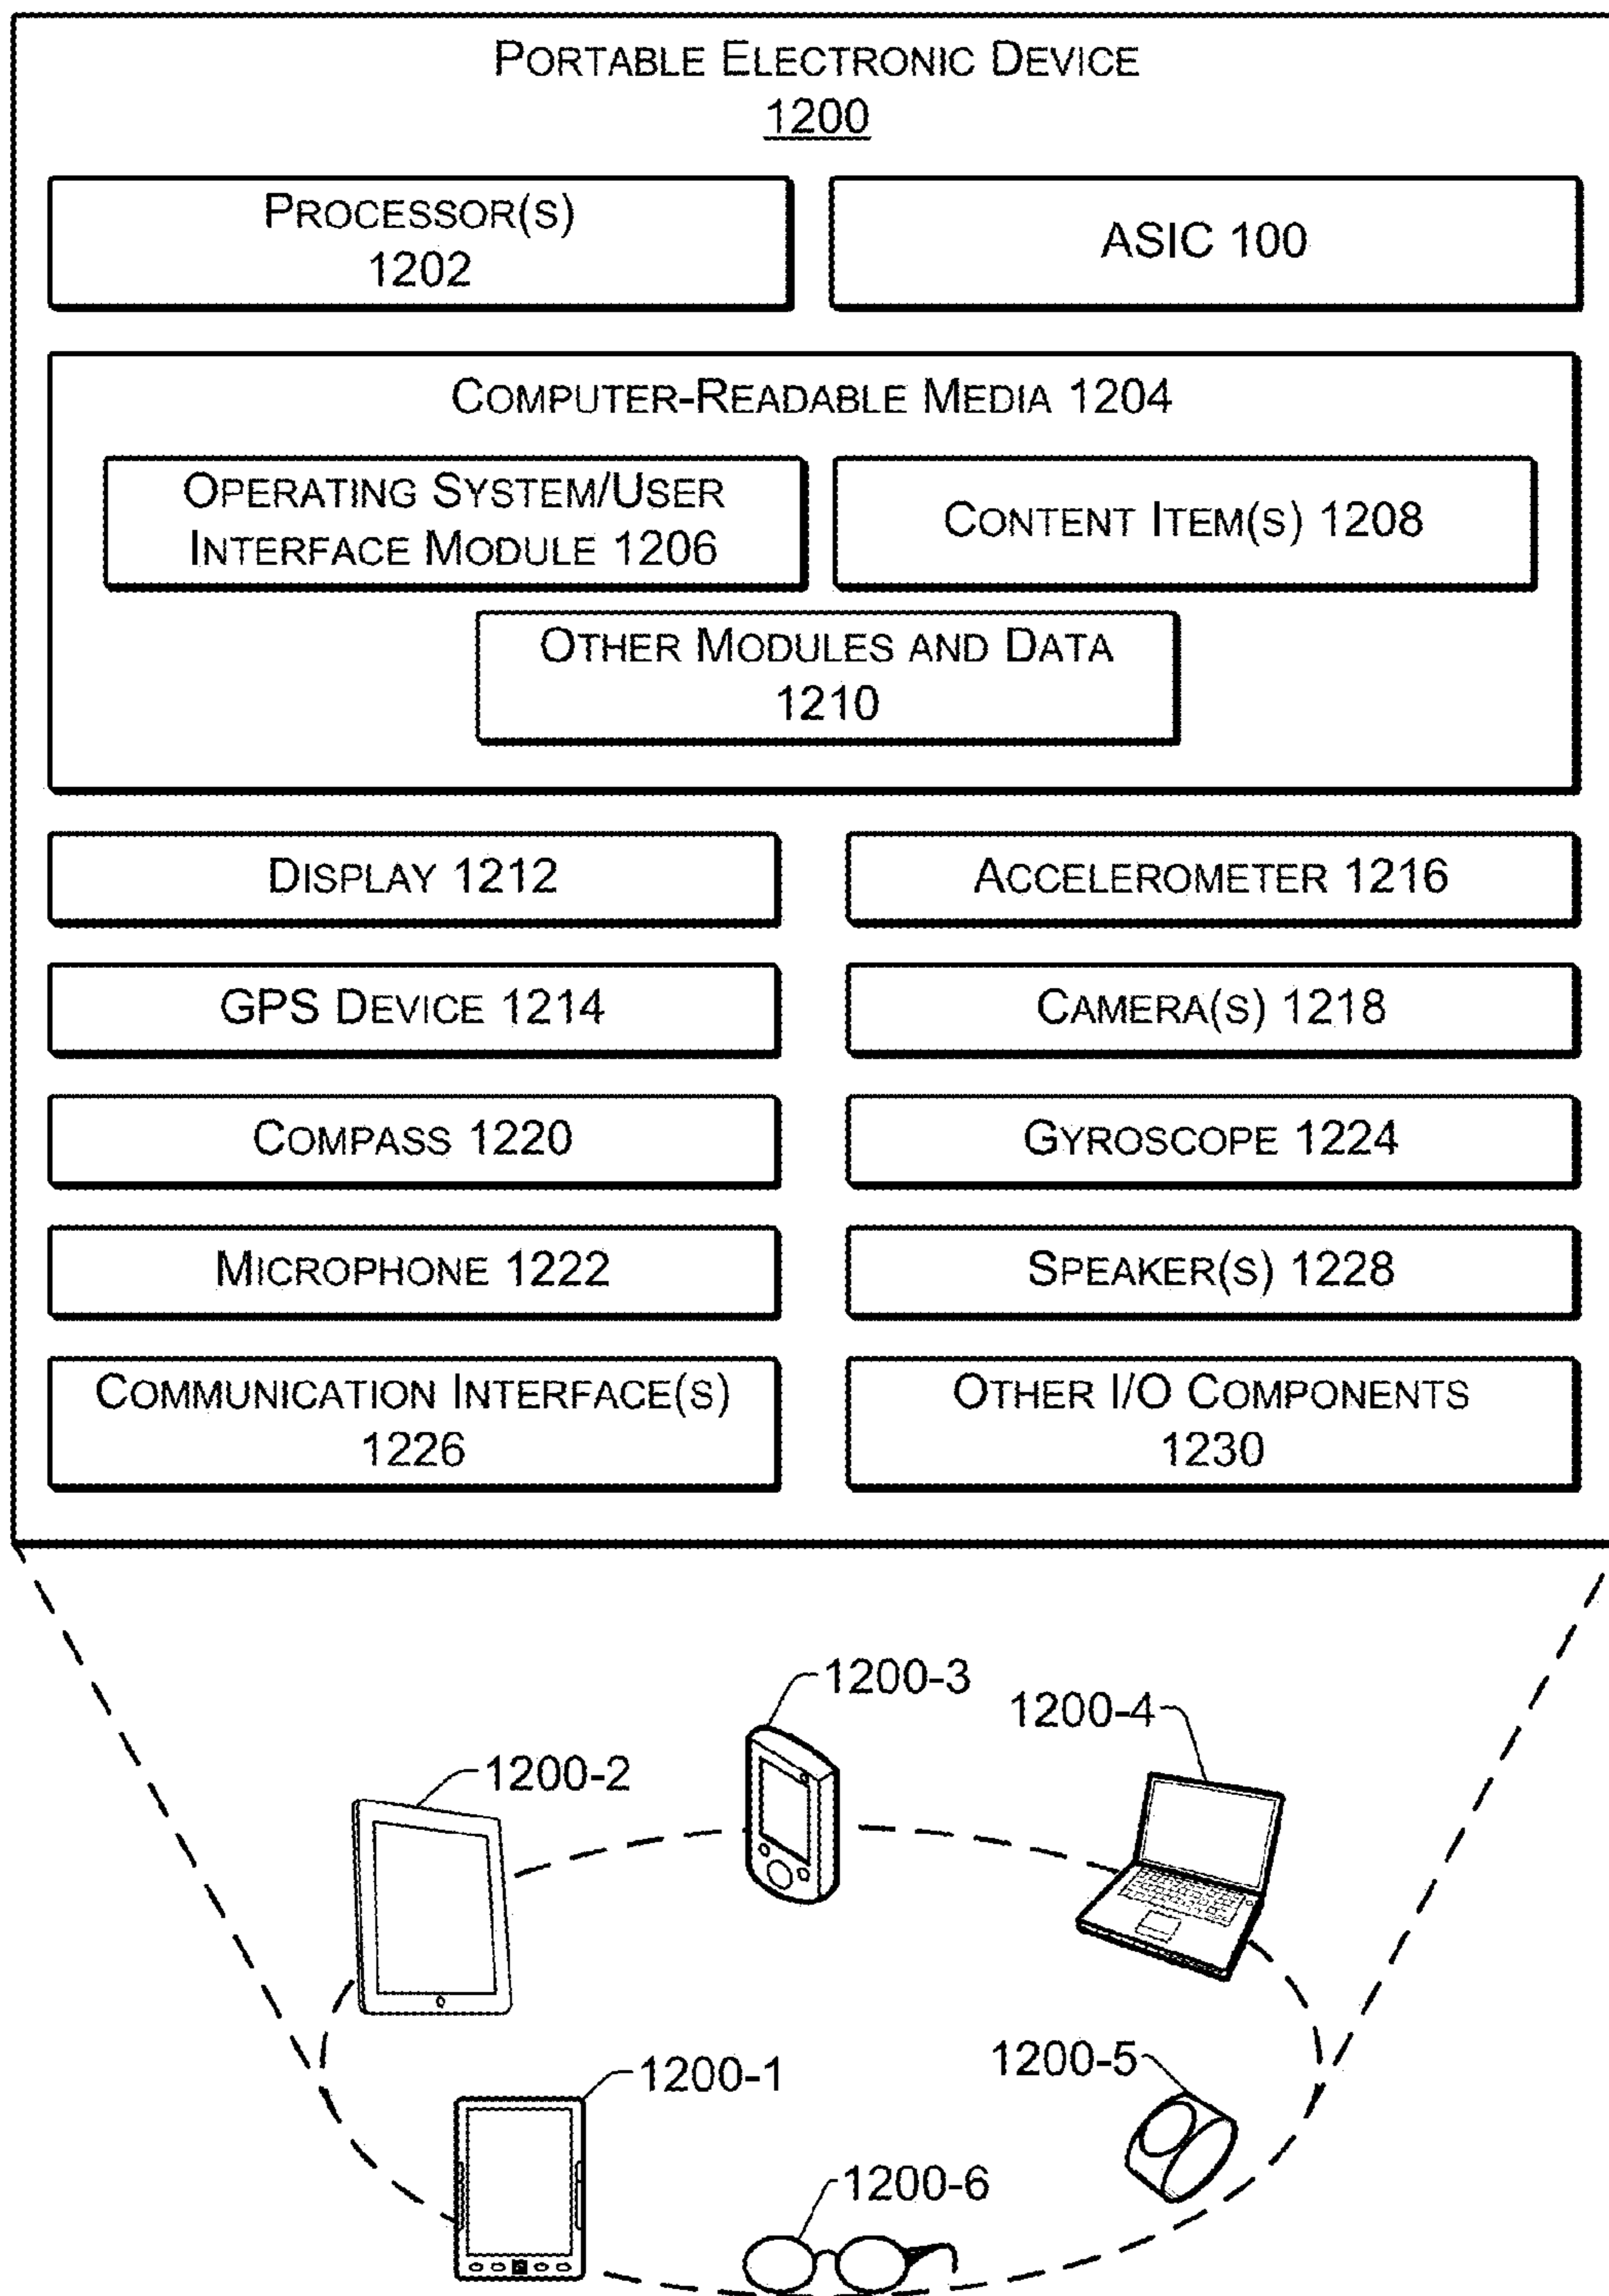 PORTABLE ELECTRONIC DEVICE
1200
PROCESSOR(S)
1202
ASIC 100
COMPUTER-READABLE MEDIA 1204
OPERATING SYSTEM/USER
INTERFACE MODULE 1206
CONTENT ITEM(S) 1208
OTHER MODULES AND DATA
1210
DISPLAY 1212
ACCELEROMETER 1216
GPS DEVICE 1214
CAMERA(S) 1218
COMPASS 1220
GYROSCOPE 1224
MICROPHONE 1222
SPEAKER(S) 1228
COMMUNICATION INTERFACE(S)
1226
OTHER I/O COMPONENTS
1230
1200-3
1200-4
1200-2
1200-5
1200-1
1200-6